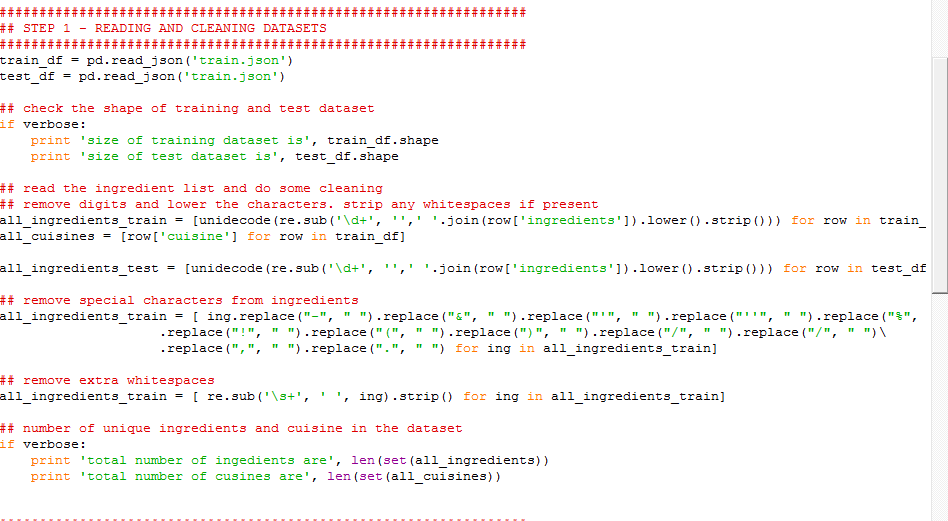 ##################################################################
## STEP 1 - READING AND CLEANING DATASETS
##################################################################
train_df = pd.read_json('train.json')
test_df = pd.read_json('train.json')
## check the shape of training and test dataset
if verbose:
    print 'size of training dataset is', train_df.shape
    print 'size of test dataset is', test_df.shape
## read the ingredient list and do some cleaning
## remove digits and lower the characters. strip any whitespaces if present
all_ingredients_train = [unidecode(re.sub('\d+', '',' '.join(row['ingredients']).lower().strip())) for row in train_
all_cuisines = [row['cuisine'] for row in train_df]
all_ingredients_test = [unidecode(re.sub('\d+', '',' '.join(row['ingredients']).lower().strip())) for row in test_df
## remove special characters from ingredients
all_ingredients_train = [ ing.replace("-", " ").replace("&", " ").replace("'", " ").replace("''", " ").replace("%",
                    .replace("!", " ").replace("(", " ").replace(")", " ").replace("/", " ").replace("/", " ")\
                    .replace(",", " ").replace(".", " ") for ing in all_ingredients_train]
## remove extra whitespaces
all_ingredients_train = [ re.sub('\s+', ' ', ing).strip() for ing in all_ingredients_train]
## number of unique ingredients and cuisine in the dataset
if verbose:
    print 'total number of ingedients are', len(set(all_ingredients))
    print 'total number of cusines are', len(set(all_cuisines))